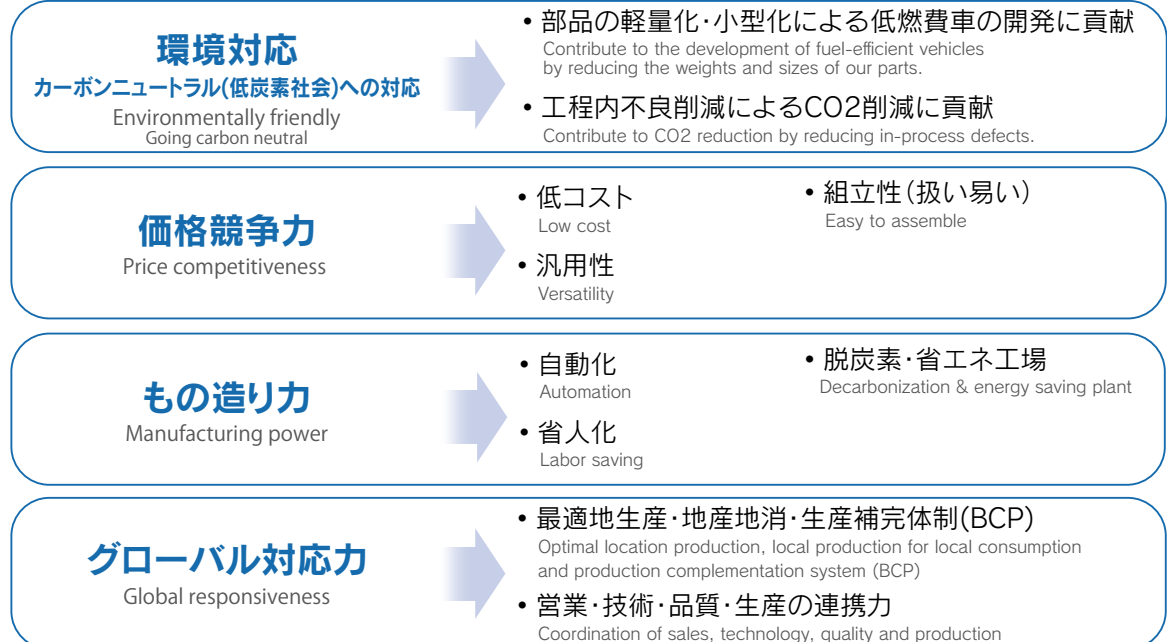 環境対応
カーボンニュートラル(低炭素社会)への対応
Environmentally friendly
Going carbon neutral
• 部品の軽量化・小型化による低燃費車の開発に貢献
Contribute to the development of fuel-efficient vehicles
by reducing the weights and sizes of our parts.
• 工程内不良削減によるCO2削減に貢献
Contribute to CO2 reduction by reducing in-process defects.
価格競争力
Price competitiveness
• 低コスト
Low cost
• 汎用性
Versatility
• 組立性(扱い易い)
Easy to assemble
もの造り力
Manufacturing power
• 自動化
Automation
• 省人化
Labor saving
• 脱炭素・省エネ工場
Decarbonization & energy saving plant
グローバル対応力
Global responsiveness
• 最適地生産・地産地消・生産補完体制(BCP)
Optimal location production, local production for local consumption
and production complementation system (BCP)
• 営業・技術・品質・生産の連携力
Coordination of sales, technology, quality and production